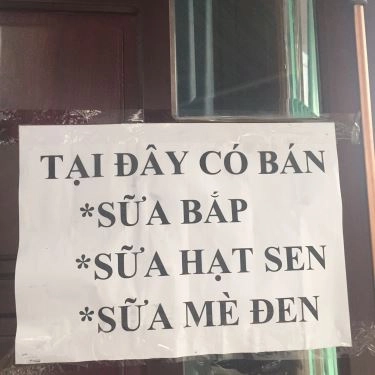 TẠI ĐÂY CÓ BÁN
*SỮA BẮP
*SỮA HẠT SEN
*SỮA MÈ ĐEN